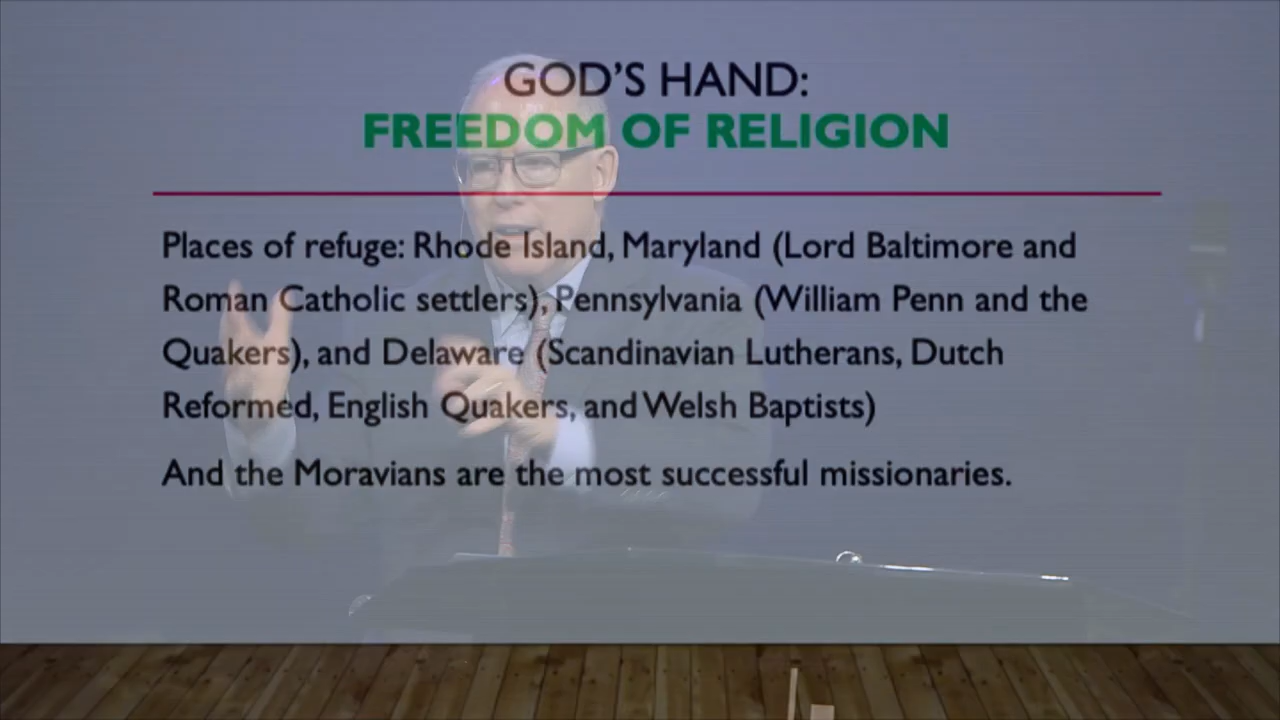 GOD'S HAND:
FREEDOM OF RELIGION
Places of refuge: Rhode Island, Maryland (Lord Baltimore and
Roman Catholic settlers), Pennsylvania (William Penn and the
Quakers), and Delaware (Scandinavian Lutherans, Dutch
Reformed, English Quakers, and Welsh Baptists)
And the Moravians are the most successful missionaries.